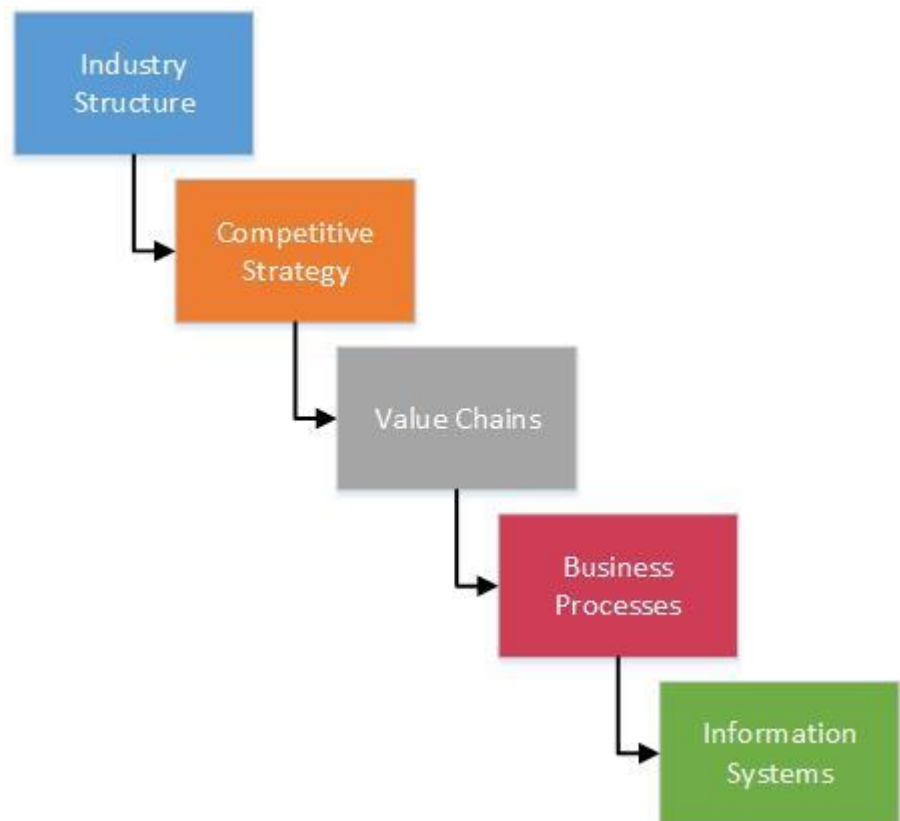 Industry
Structure
Competitive
Strategy
Value Chains
Business
Processes
Information
Systems